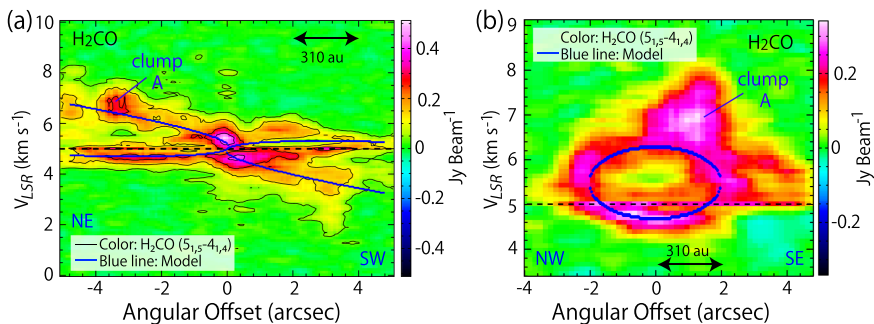 (a)
H₂CO
clump
A
310 au
NE
SW
Color: H₂CO (5₁,₅-4₁,₄)
Blue line: Model
V_LSR (km s⁻¹)
10
8
6
4
2
0
-4
-2
0
2
4
Angular Offset (arcsec)
0.4
0.2
0
-0.2
-0.4
Jy Beam⁻¹
(b)
Color: H₂CO (5₁,₅-4₁,₄)
Blue line: Model
H₂CO
clump
A
310 au
NW
SE
V_LSR (km s⁻¹)
9
8
7
6
5
4
-4
-2
0
2
4
Angular Offset (arcsec)
0.2
0
-0.2
Jy Beam⁻¹